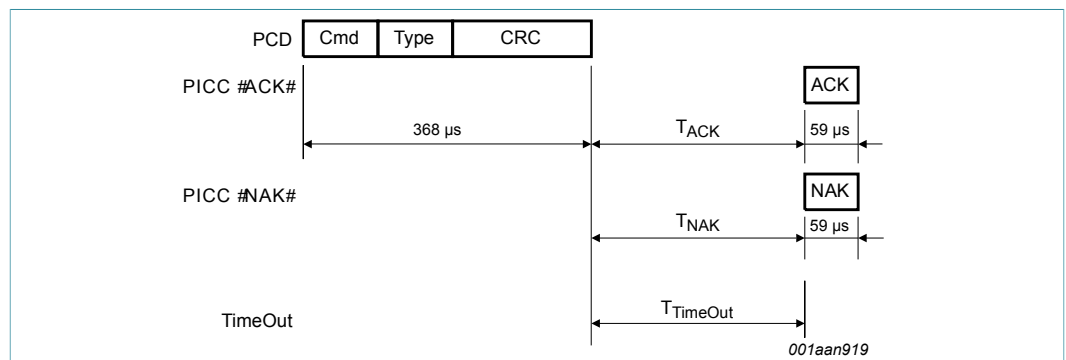 PCD Cmd Type CRC
PICC #ACK# ACK
368 µs TACK 59 µs
PICC #NAK# NAK
TNAK 59 µs
TimeOut TTimeOut
001aan919